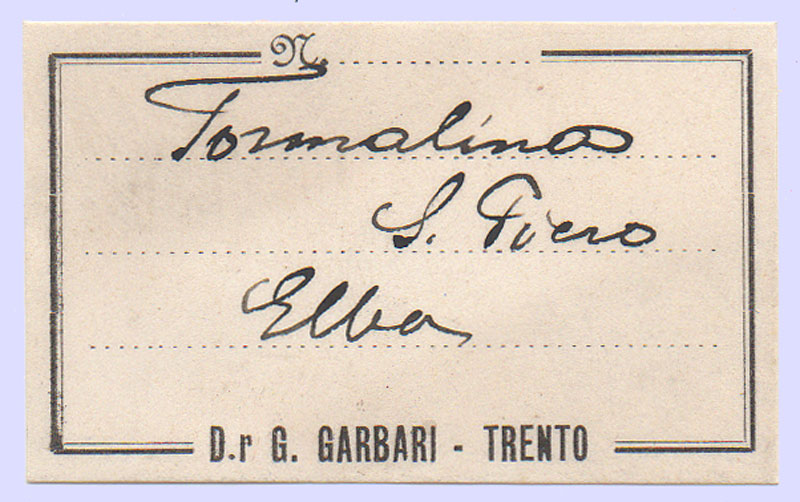 N.
Tormalina
S. Piero
Elba
D.r G. GARBARI - TRENTO